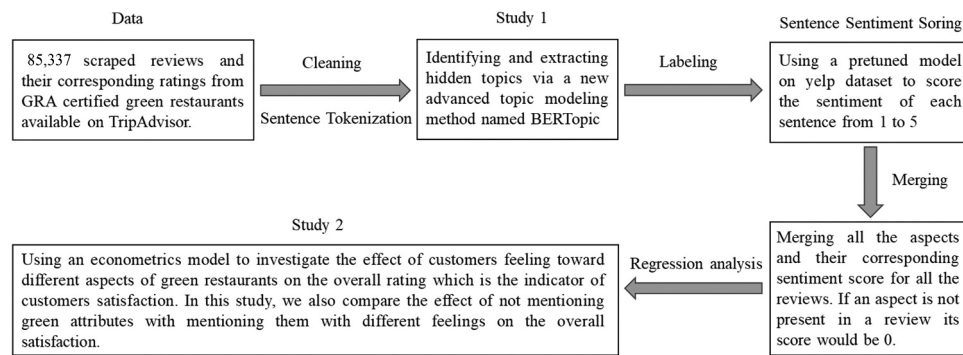 Data
85,337 scraped reviews and
their corresponding ratings from
GRA certified green restaurants
available on TripAdvisor.
Cleaning
Sentence Tokenization
Study 1
Identifying and extracting
hidden topics via a new
advanced topic modeling
method named BERTopic
Labeling
Sentence Sentiment Soring
Using a pretuned model
on yelp dataset to score
the sentiment of each
sentence from 1 to 5
Merging
Merging all the aspects
and their corresponding
sentiment score for all the
reviews. If an aspect is not
present in a review its
score would be 0.
Regression analysis
Study 2
Using an econometrics model to investigate the effect of customers feeling toward
different aspects of green restaurants on the overall rating which is the indicator of
customers satisfaction. In this study, we also compare the effect of not mentioning
green attributes with mentioning them with different feelings on the overall
satisfaction.